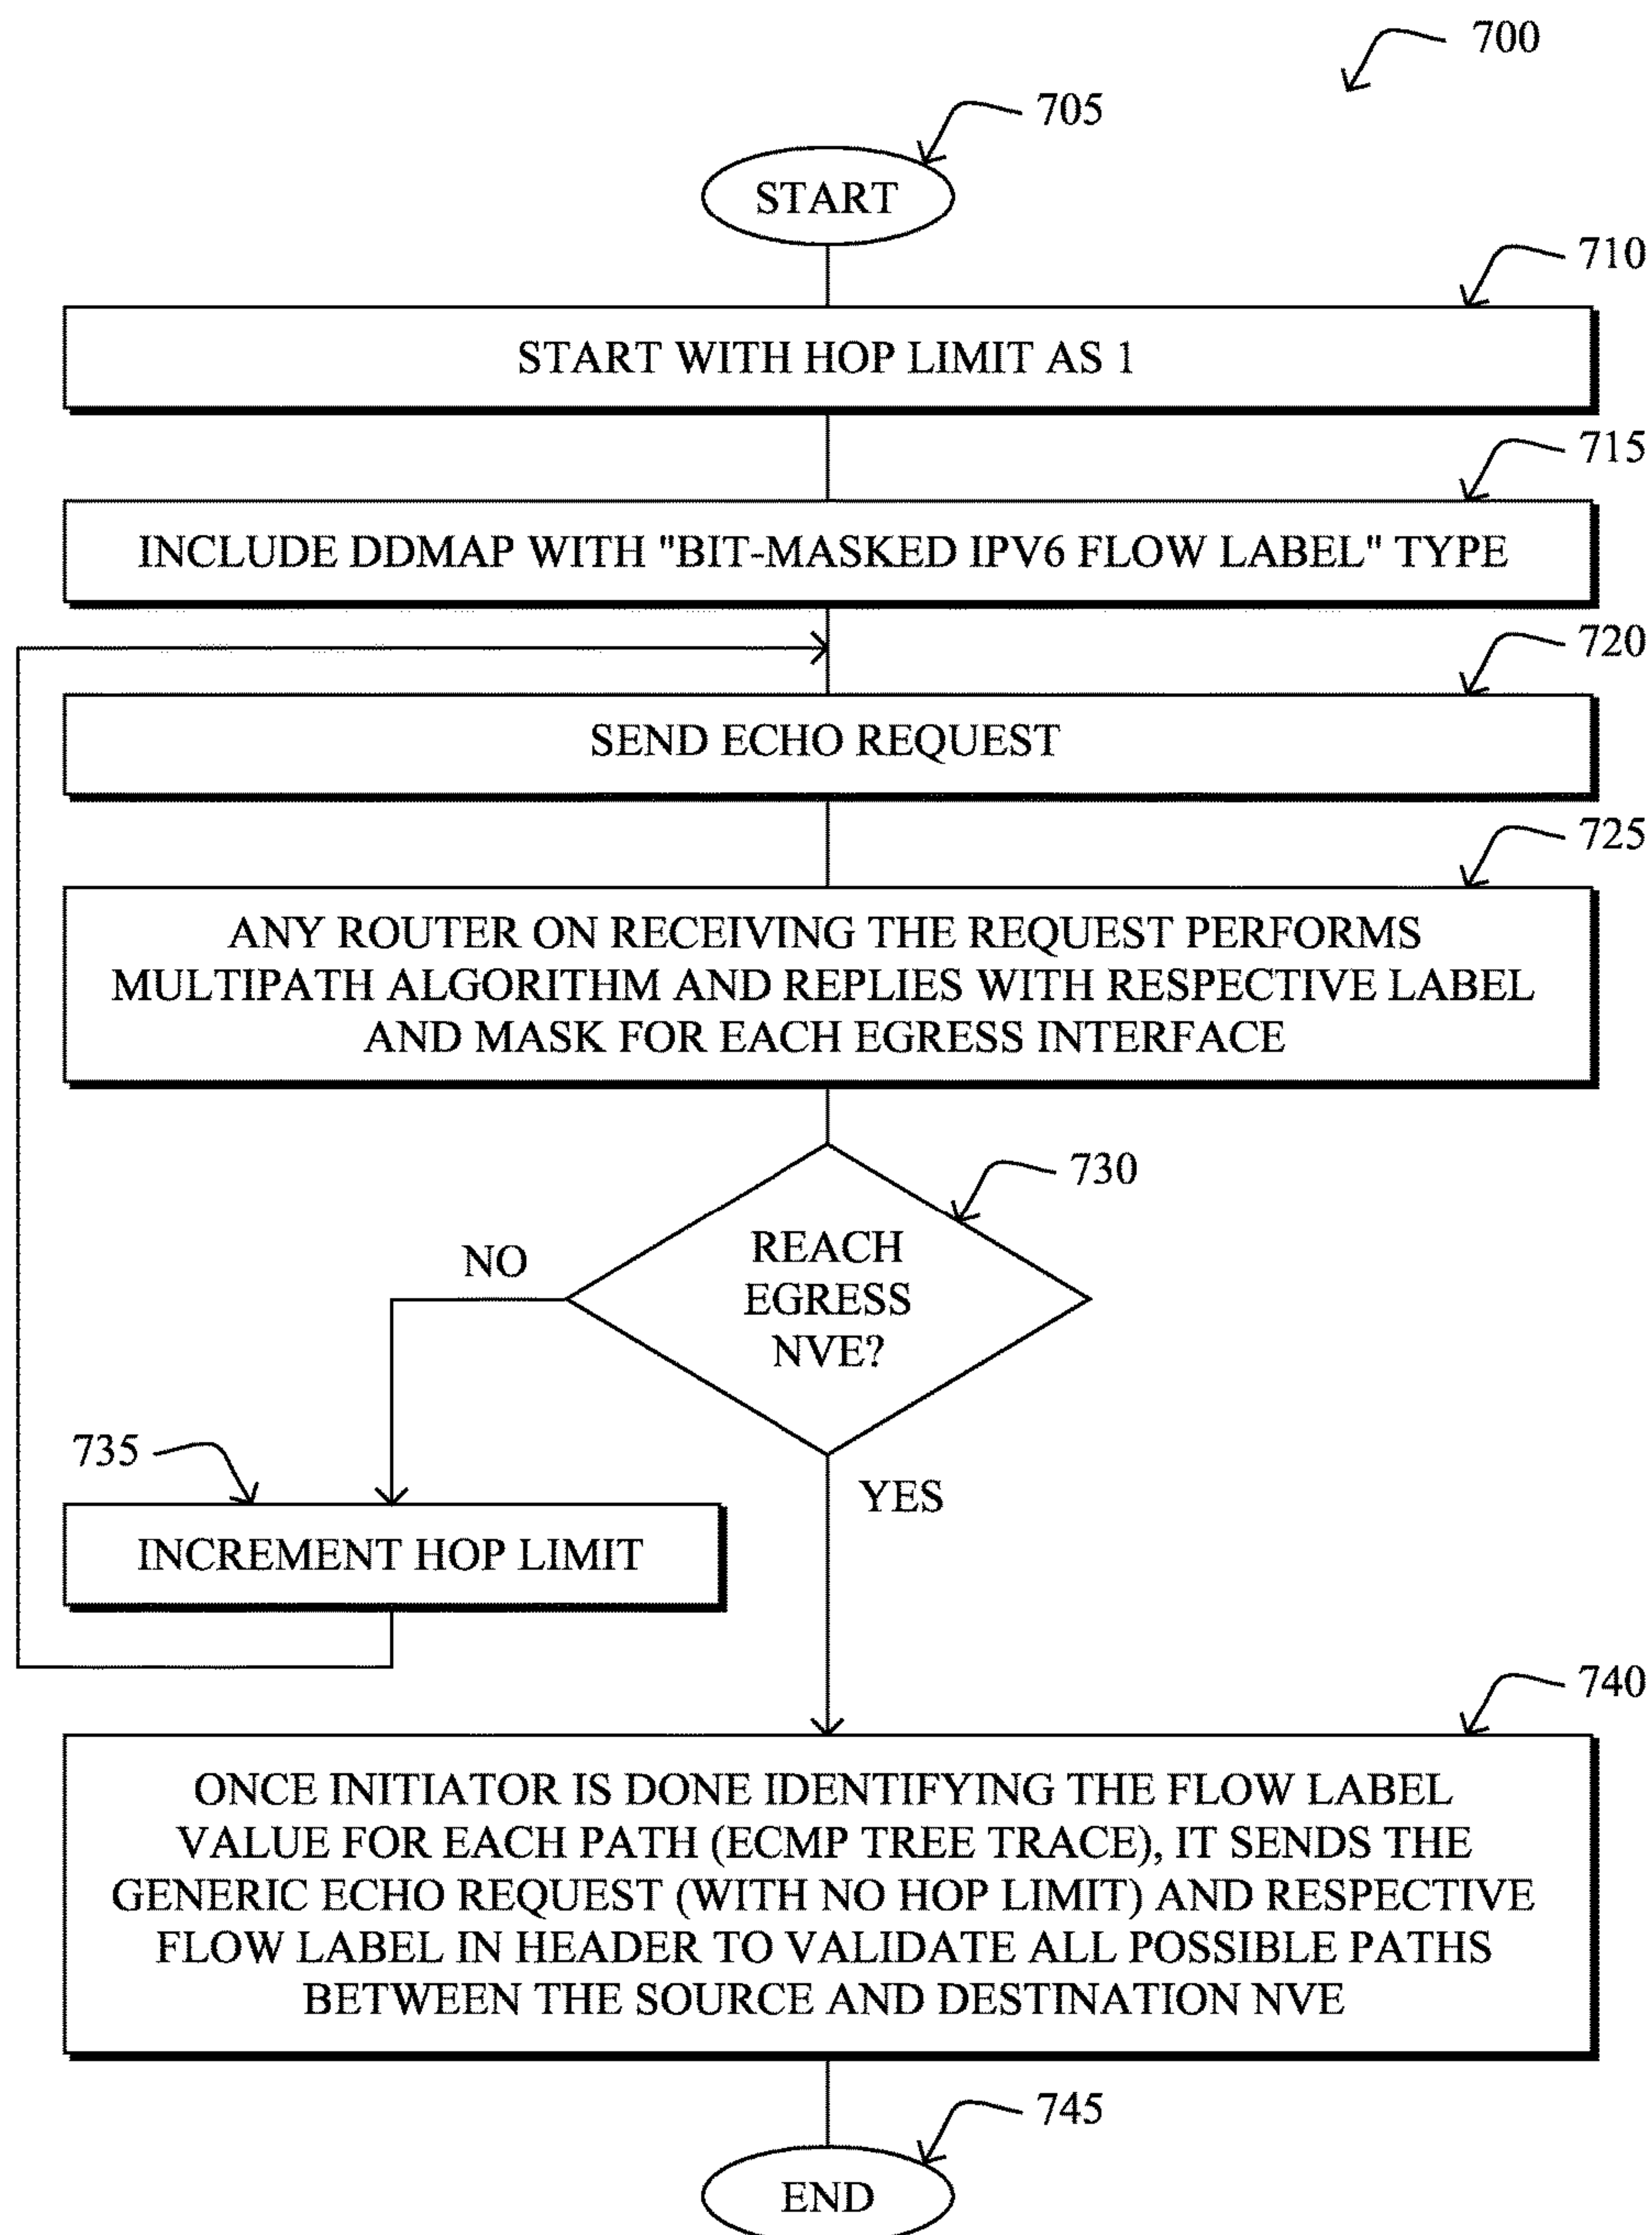 700
705
START
710
START WITH HOP LIMIT AS 1
715
INCLUDE DDMAP WITH "BIT-MASKED IPV6 FLOW LABEL" TYPE
720
SEND ECHO REQUEST
725
ANY ROUTER ON RECEIVING THE REQUEST PERFORMS
MULTIPATH ALGORITHM AND REPLIES WITH RESPECTIVE LABEL
AND MASK FOR EACH EGRESS INTERFACE
730
REACH
EGRESS
NVE?
NO
735
INCREMENT HOP LIMIT
YES
740
ONCE INITIATOR IS DONE IDENTIFYING THE FLOW LABEL
VALUE FOR EACH PATH (ECMP TREE TRACE), IT SENDS THE
GENERIC ECHO REQUEST (WITH NO HOP LIMIT) AND RESPECTIVE
FLOW LABEL IN HEADER TO VALIDATE ALL POSSIBLE PATHS
BETWEEN THE SOURCE AND DESTINATION NVE
745
END